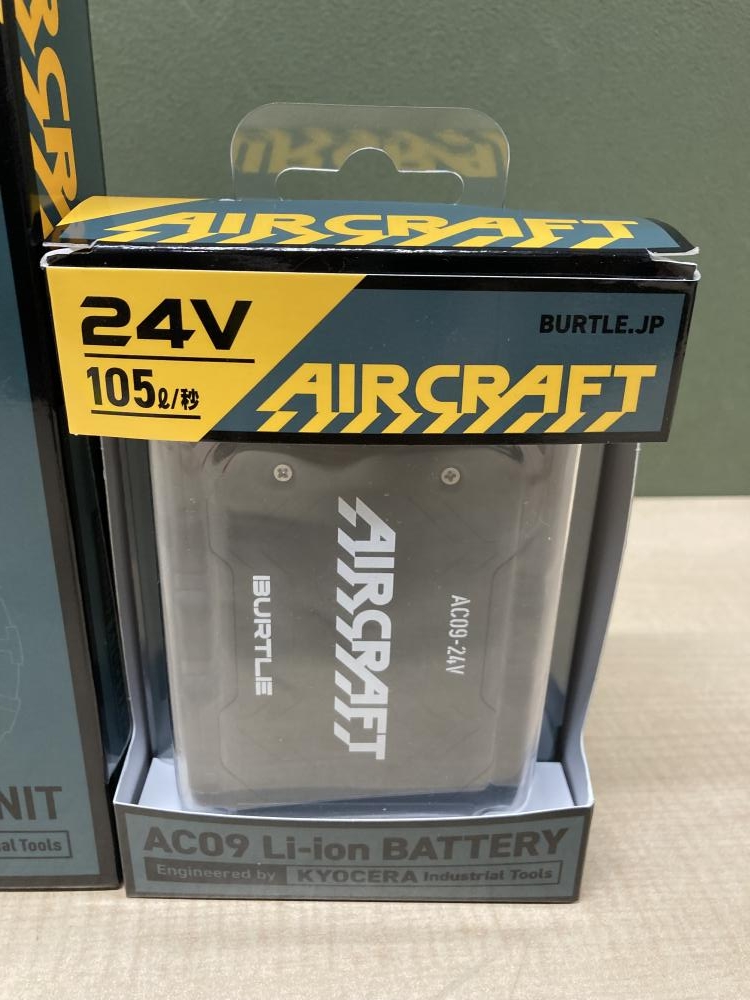 AIRCRAFT
24V
105ℓ/秒
BURTLE.JP
AIRCRAFT
AIRCRAFT
BURTLE
AC09-24V
AC09 Li-ion BATTERY
Engineered by KYOCERA Industrial Tools
NIT
al Tools